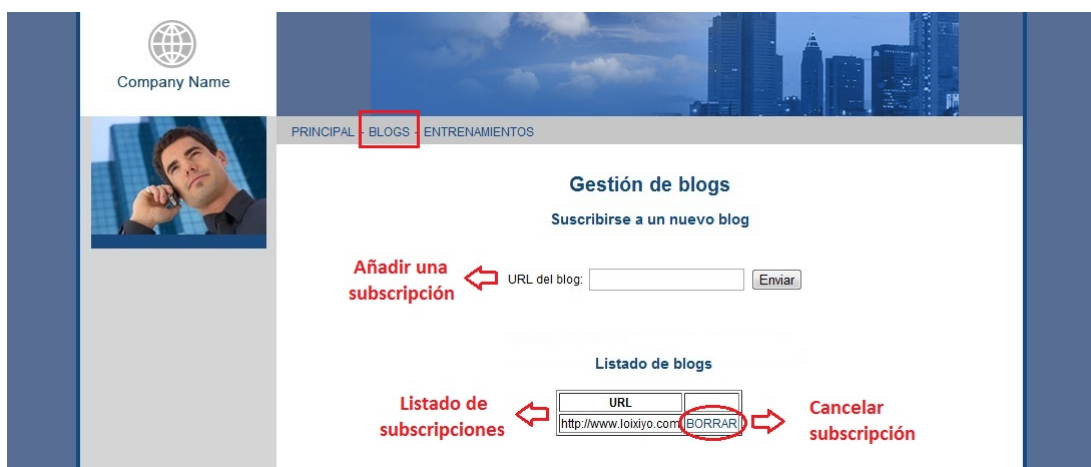 Company Name
PRINCIPAL - BLOGS - ENTRENAMIENTOS
Gestión de blogs
Suscribirse a un nuevo blog
Añadir una
subscripción
URL del blog:
Enviar
Listado de blogs
Listado de
subscripciones
URL
http://www.loixiyo.com BORRAR
Cancelar
subscripción